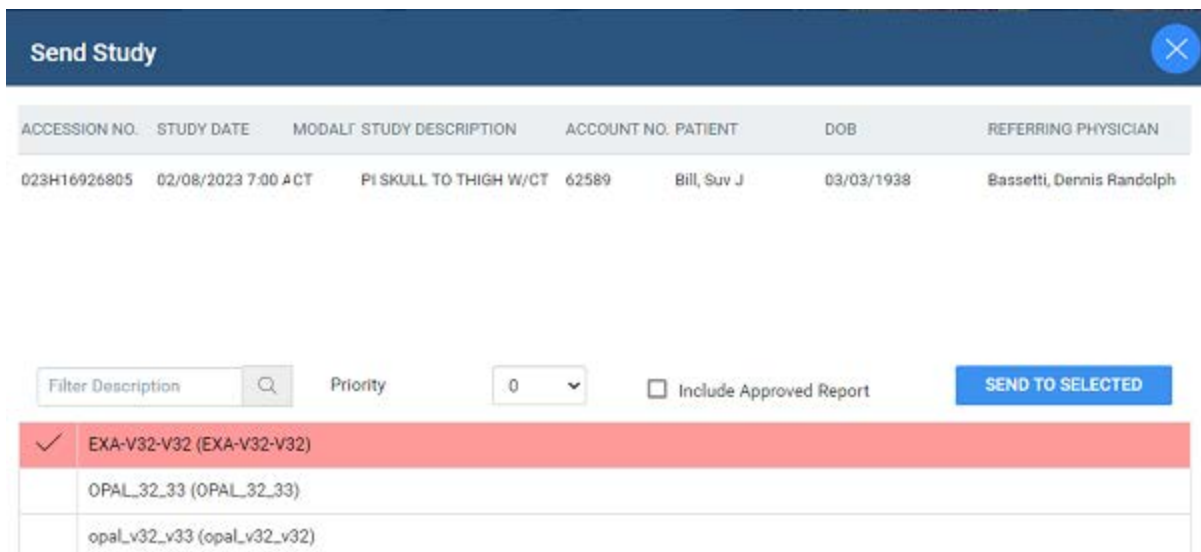 Send Study
ACCESSION NO. STUDY DATE MODALIT STUDY DESCRIPTION ACCOUNT NO. PATIENT DOB REFERRING PHYSICIAN
023H16926805 02/08/2023 7:00 A CT PI SKULL TO THIGH W/CT 62589 Bill, Suv J 03/03/1938 Bassetti, Dennis Randolph
Filter Description Priority 0 Include Approved Report SEND TO SELECTED
EXA-V32-V32 (EXA-V32-V32)
OPAL_32_33 (OPAL_32_33)
opal_v32_v33 (opal_v32_v32)